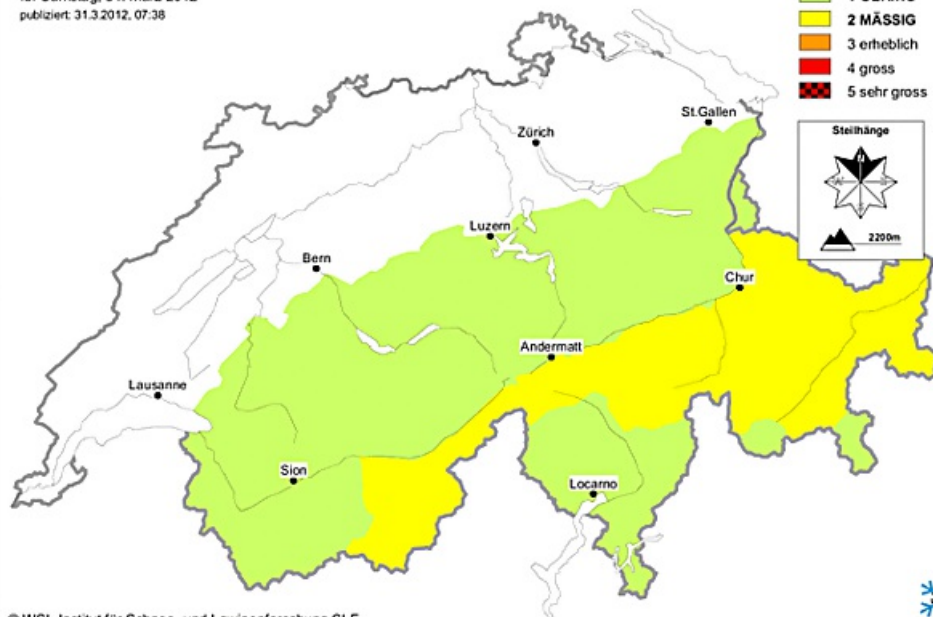 publiziert: 31.3.2012, 07:38
2 MÄSSIG
3 erheblich
4 gross
5 sehr gross
Steilhänge
N
W
S
2200m
St.Gallen
Zürich
Luzern
Bern
Chur
Andermatt
Lausanne
Sion
Locarno